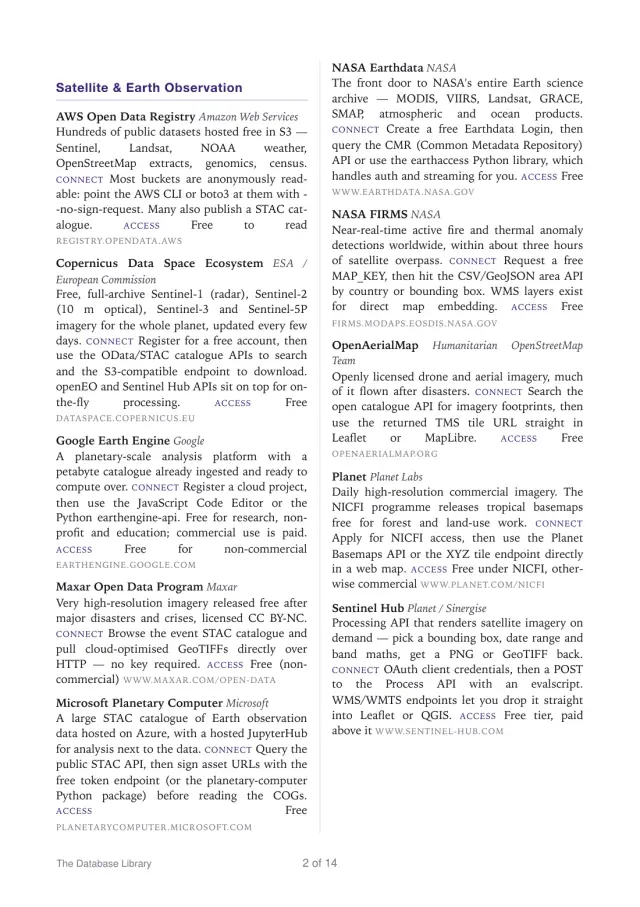 Satellite & Earth Observation
AWS Open Data Registry Amazon Web Services
Hundreds of public datasets hosted free in S3 —
Sentinel, Landsat, NOAA weather,
OpenStreetMap extracts, genomics, census.
CONNECT Most buckets are anonymously read-
able: point the AWS CLI or boto3 at them with -
-no-sign-request. Many also publish a STAC cat-
alogue. ACCESS Free to read
REGISTRY.OPENDATA.AWS
Copernicus Data Space Ecosystem ESA /
European Commission
Free, full-archive Sentinel-1 (radar), Sentinel-2
(10 m optical), Sentinel-3 and Sentinel-5P
imagery for the whole planet, updated every few
days. CONNECT Register for a free account, then
use the OData/STAC catalogue APIs to search
and the S3-compatible endpoint to download.
openEO and Sentinel Hub APIs sit on top for on-
the-fly processing. ACCESS Free
DATASPACE.COPERNICUS.EU
Google Earth Engine Google
A planetary-scale analysis platform with a
petabyte catalogue already ingested and ready to
compute over. CONNECT Register a cloud project,
then use the JavaScript Code Editor or the
Python earthengine-api. Free for research, non-
profit and education; commercial use is paid.
ACCESS Free for non-commercial
EARTHENGINE.GOOGLE.COM
Maxar Open Data Program Maxar
Very high-resolution imagery released free after
major disasters and crises, licensed CC BY-NC.
CONNECT Browse the event STAC catalogue and
pull cloud-optimised GeoTIFFs directly over
HTTP — no key required. ACCESS Free (non-
commercial) WWW.MAXAR.COM/OPEN-DATA
Microsoft Planetary Computer Microsoft
A large STAC catalogue of Earth observation
data hosted on Azure, with a hosted JupyterHub
for analysis next to the data. CONNECT Query the
public STAC API, then sign asset URLs with the
free token endpoint (or the planetary-computer
Python package) before reading the COGs.
ACCESS Free
PLANETARYCOMPUTER.MICROSOFT.COM
NASA Earthdata NASA
The front door to NASA's entire Earth science
archive — MODIS, VIIRS, Landsat, GRACE,
SMAP, atmospheric and ocean products.
CONNECT Create a free Earthdata Login, then
query the CMR (Common Metadata Repository)
API or use the earthaccess Python library, which
handles auth and streaming for you. ACCESS Free
WWW.EARTHDATA.NASA.GOV
NASA FIRMS NASA
Near-real-time active fire and thermal anomaly
detections worldwide, within about three hours
of satellite overpass. CONNECT Request a free
MAP_KEY, then hit the CSV/GeoJSON area API
by country or bounding box. WMS layers exist
for direct map embedding. ACCESS Free
FIRMS.MODAPS.EOSDIS.NASA.GOV
OpenAerialMap Humanitarian OpenStreetMap
Team
Openly licensed drone and aerial imagery, much
of it flown after disasters. CONNECT Search the
open catalogue API for imagery footprints, then
use the returned TMS tile URL straight in
Leaflet or MapLibre. ACCESS Free
OPENAERIALMAP.ORG
Planet Planet Labs
Daily high-resolution commercial imagery. The
NICFI programme releases tropical basemaps
free for forest and land-use work. CONNECT
Apply for NICFI access, then use the Planet
Basemaps API or the XYZ tile endpoint directly
in a web map. ACCESS Free under NICFI, other-
wise commercial WWW.PLANET.COM/NICFI
Sentinel Hub Planet / Sinergise
Processing API that renders satellite imagery on
demand — pick a bounding box, date range and
band maths, get a PNG or GeoTIFF back.
CONNECT OAuth client credentials, then a POST
to the Process API with an evalscript.
WMS/WMTS endpoints let you drop it straight
into Leaflet or QGIS. ACCESS Free tier, paid
above it WWW.SENTINEL-HUB.COM
The Database Library
2 of 14